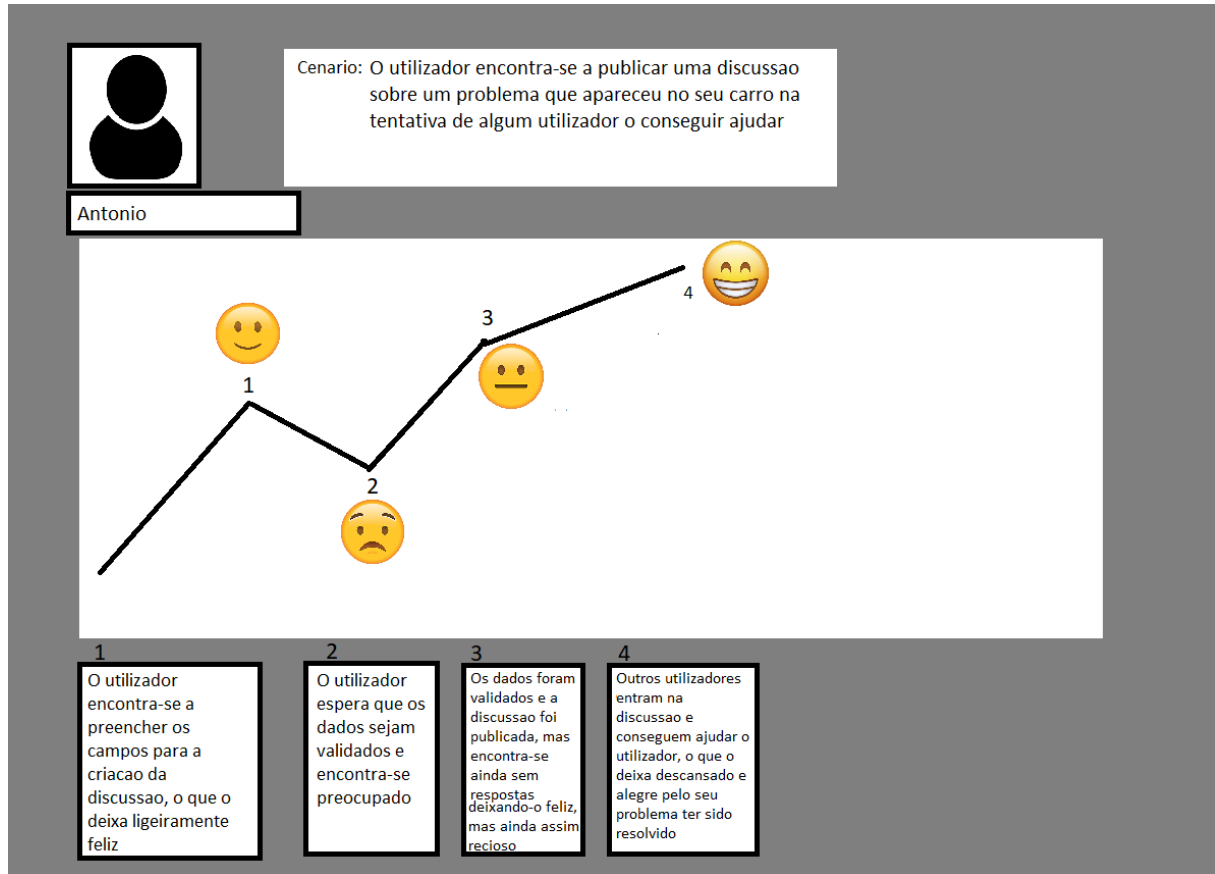 Cenario: O utilizador encontra-se a publicar uma discussao
sobre um problema que apareceu no seu carro na
tentativa de algum utilizador o conseguir ajudar
Antonio
1
2
3
4
1
O utilizador
encontra-se a
preencher os
campos para a
criacao da
discussao, o que o
deixa ligeiramente
feliz
2
O utilizador
espera que os
dados sejam
validados e
encontra-se
preocupado
3
Os dados foram
validados e a
discussao foi
publicada, mas
encontra-se
ainda sem
respostas
deixando-o feliz,
mas ainda assim
recioso
4
Outros utilizadores
entram na
discussao e
conseguem ajudar o
utilizador, o que o
deixa descansado e
alegre pelo seu
problema ter sido
resolvido